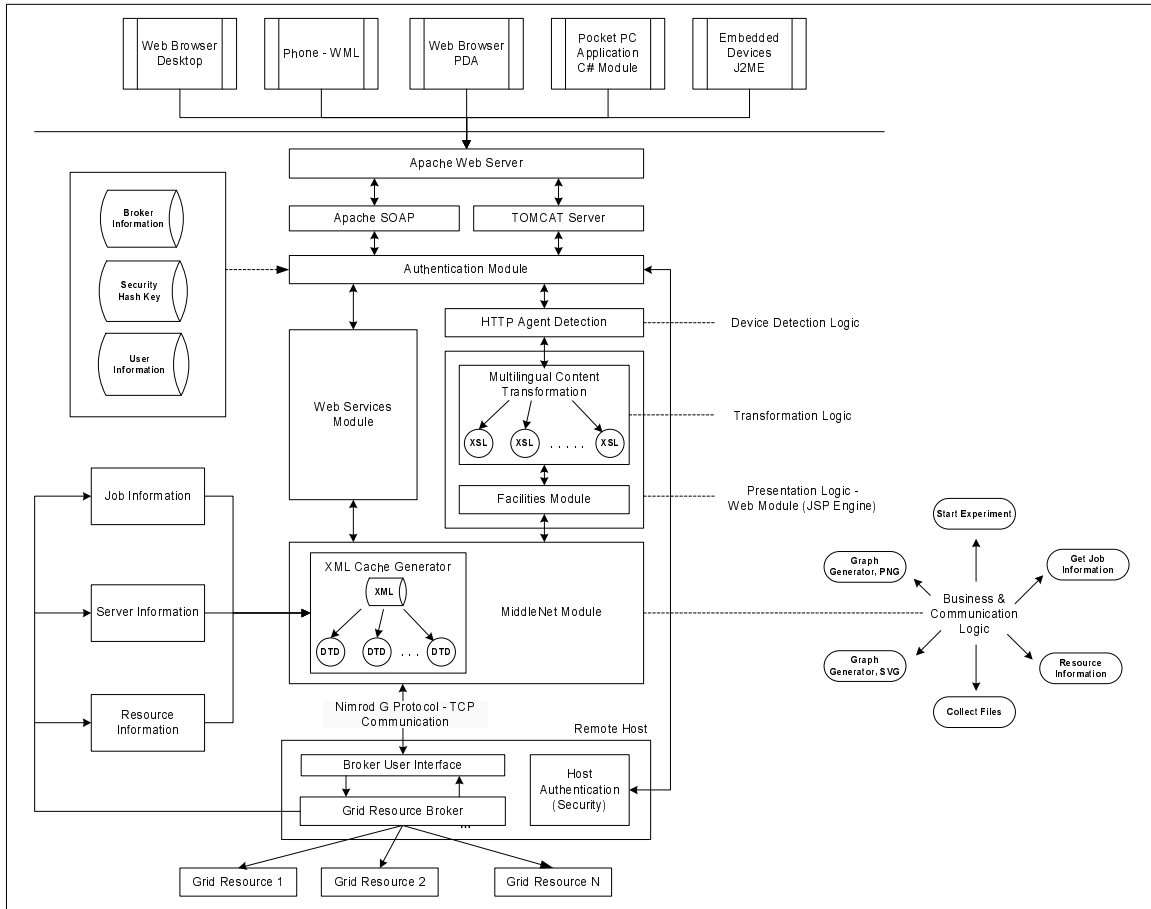 Web Browser
Desktop
Phone - WML
Web Browser
PDA
Pocket PC
Application
C# Module
Embedded
Devices
J2ME
Apache Web Server
Apache SOAP
TOMCAT Server
Broker
Information
Security
Hash Key
User
Information
Authentication Module
HTTP Agent Detection
Device Detection Logic
Web Services
Module
Multilingual Content
Transformation
XSL
XSL
. . . . .
XSL
Transformation Logic
Facilities Module
Presentation Logic -
Web Module (JSP Engine)
Job Information
Server Information
Resource
Information
XML Cache Generator
XML
DTD
DTD
. . .
DTD
MiddleNet Module
Start Experiment
Graph
Generator, PNG
Get Job
Information
Business &
Communication
Logic
Graph
Generator, SVG
Resource
Information
Collect Files
Nimrod G Protocol - TCP
Communication
Remote Host
Broker User Interface
Host
Authentication
(Security)
Grid Resource Broker
...
Grid Resource 1
Grid Resource 2
Grid Resource N